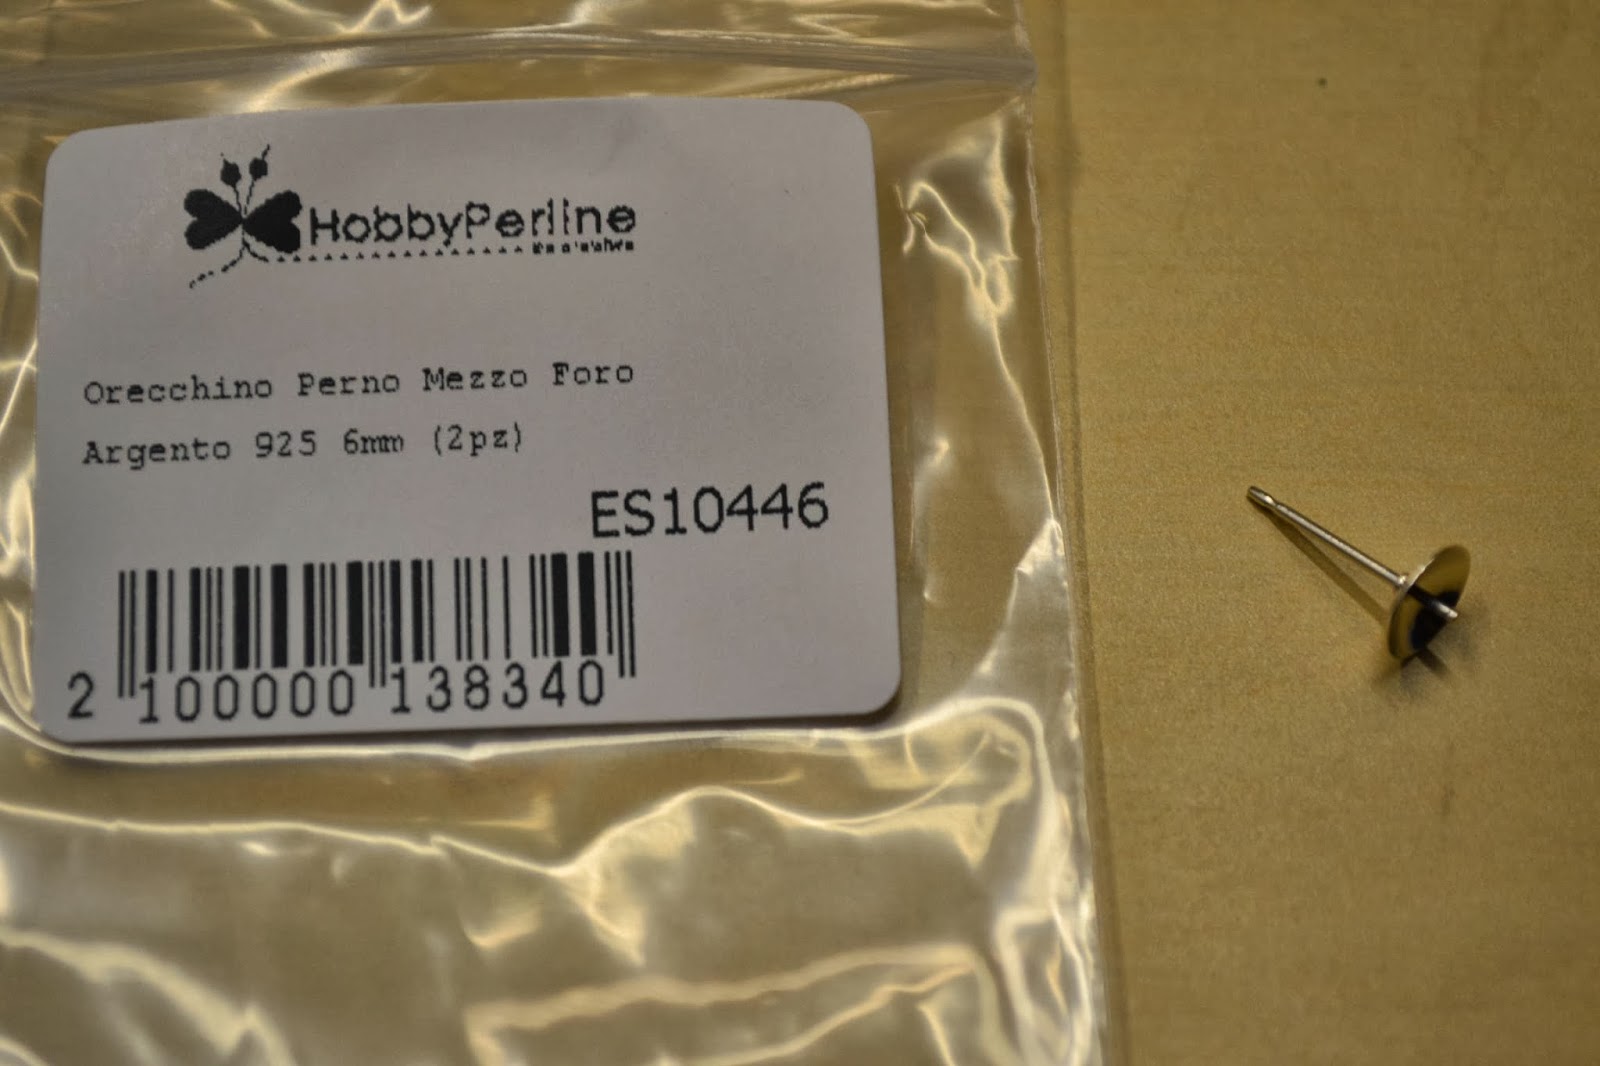 HobbyPerline
Orecchino Perno Mezzo Foro
Argento 925 6mm (2pz)
ES10446
2 100000 138340